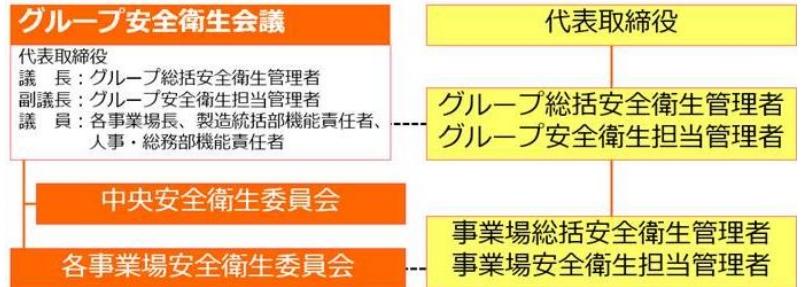 グループ安全衛生会議
代表取締役
議　長：グループ総括安全衛生管理者
副議長：グループ安全衛生担当管理者
議　員：各事業場長、製造統括部機能責任者、
人事・総務部機能責任者
中央安全衛生委員会
各事業場安全衛生委員会
代表取締役
グループ総括安全衛生管理者
グループ安全衛生担当管理者
事業場総括安全衛生管理者
事業場安全衛生担当管理者